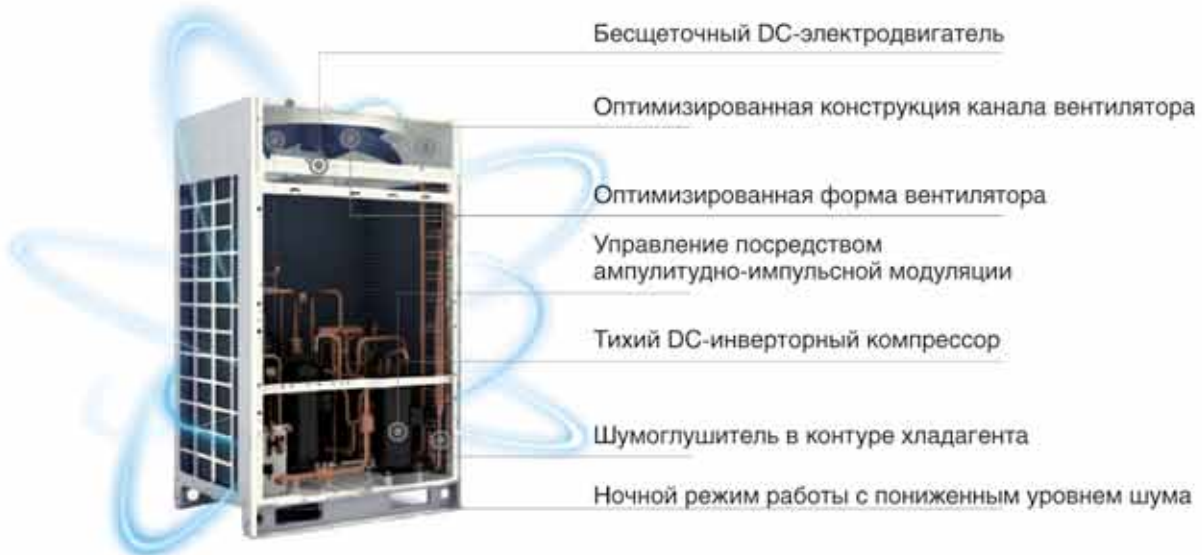 Бесщеточный DC-электродвигатель
Оптимизированная конструкция канала вентилятора
Оптимизированная форма вентилятора
Управление посредством
ампулитудно-импульсной модуляции
Тихий DC-инверторный компрессор
Шумоглушитель в контуре хладагента
Ночной режим работы с пониженным уровнем шума